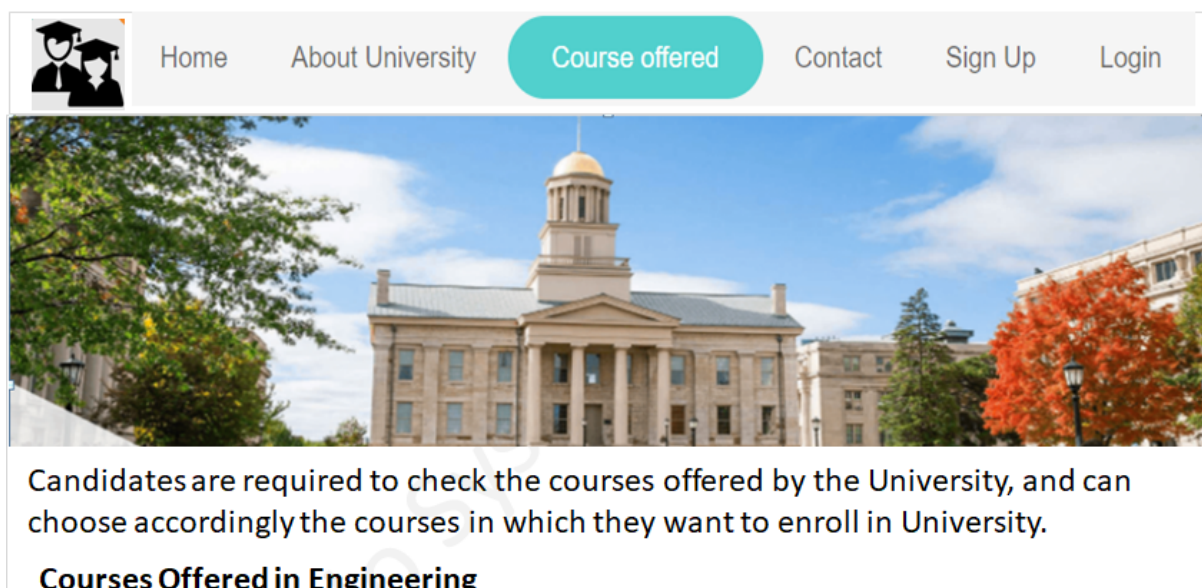 Home About University Course offered Contact Sign Up Login
Candidates are required to check the courses offered by the University, and can
choose accordingly the courses in which they want to enroll in University.
Courses Offered in Engineering